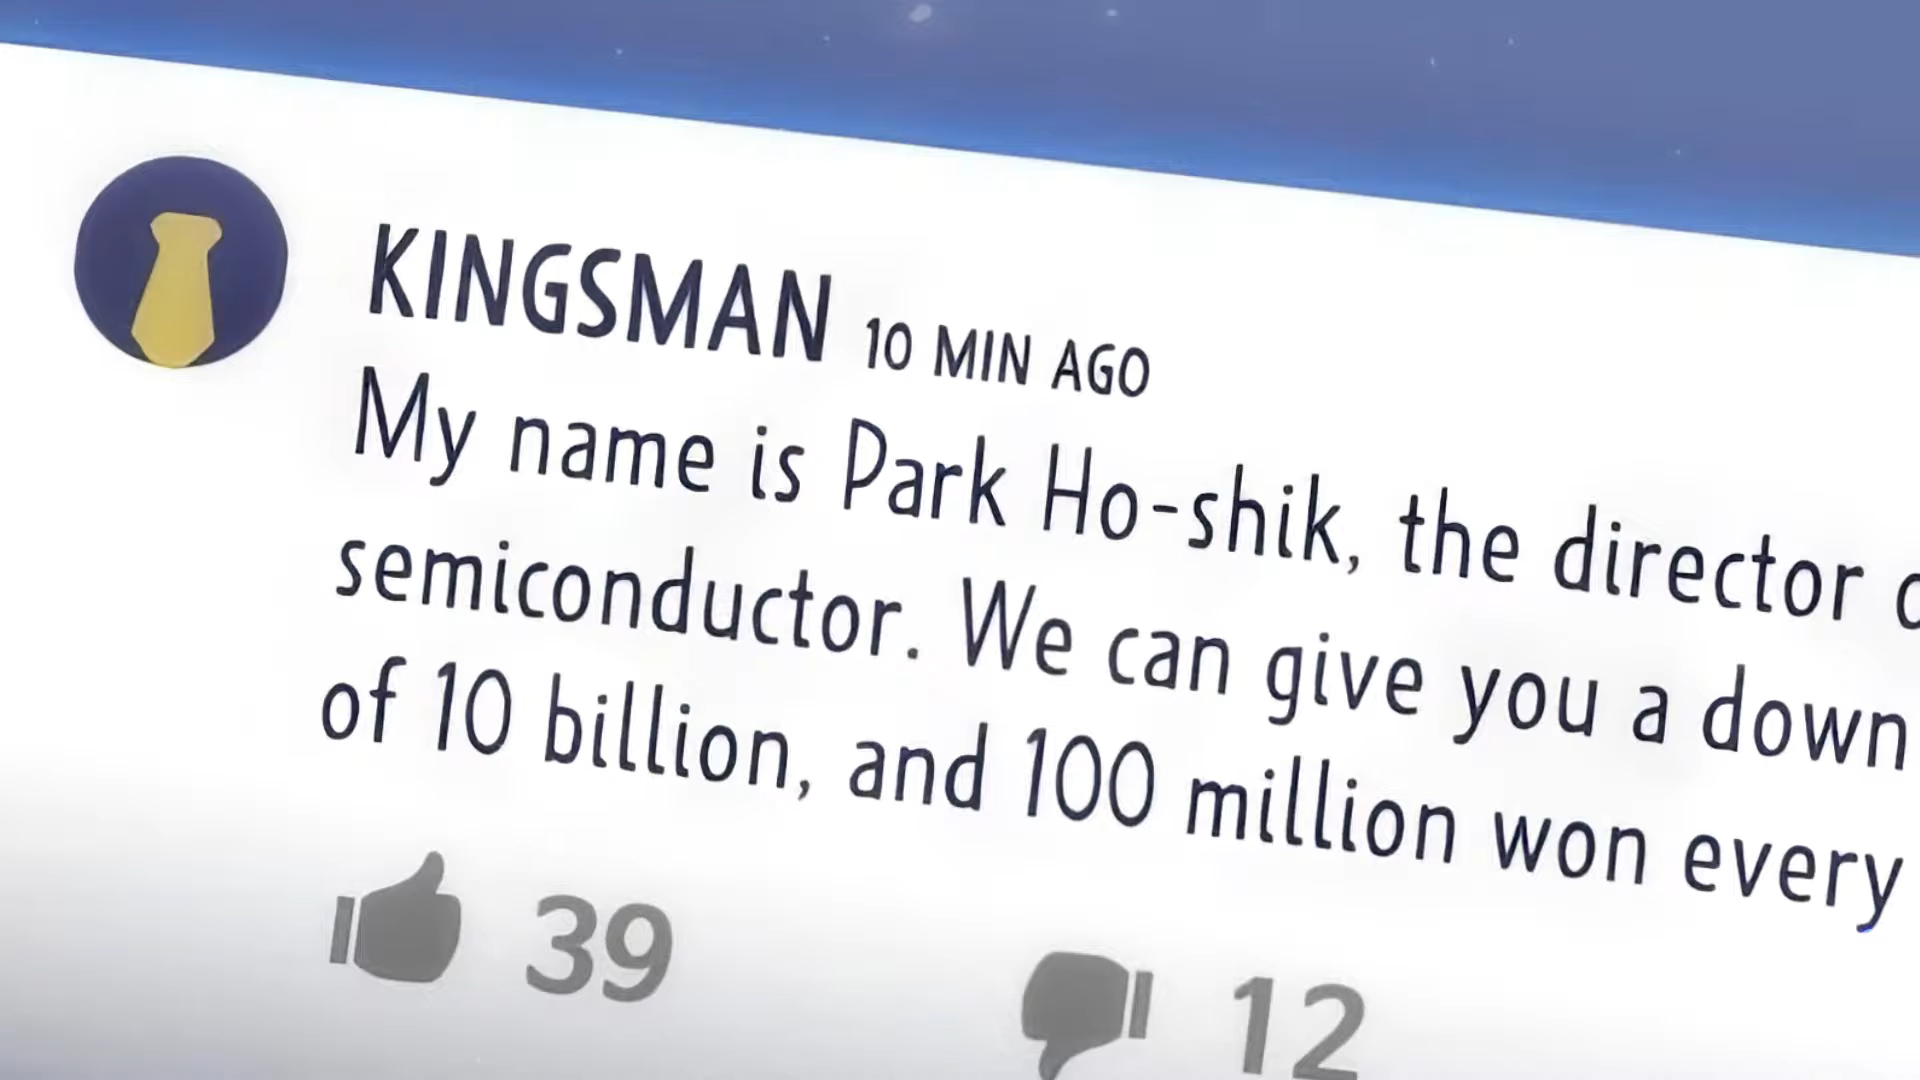 KINGSMAN 10 MIN AGO
My name is Park Ho-shik, the director
semiconductor. We can give you a down
of 10 billion, and 100 million won every
39 12